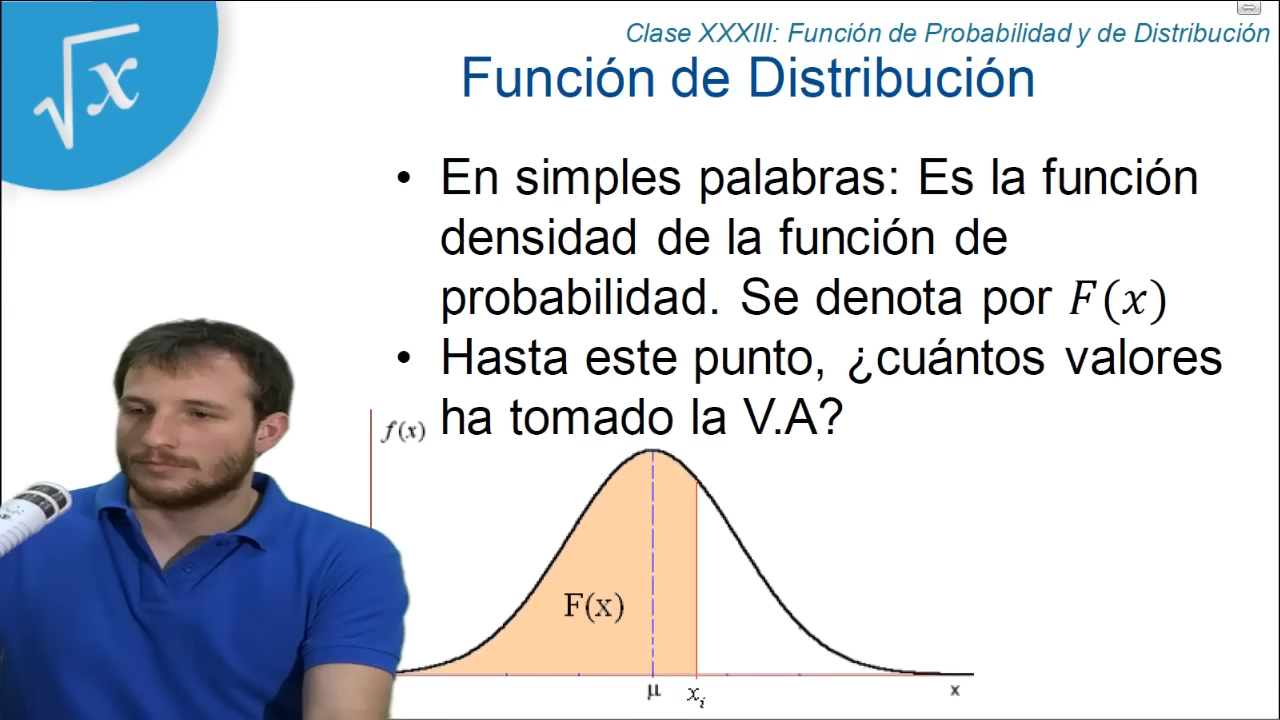 √x
Clase XXXIII: Función de Probabilidad y de Distribución
Función de Distribución
• En simples palabras: Es la función
densidad de la función de
probabilidad. Se denota por F(x)
• Hasta este punto, ¿cuántos valores
ha tomado la V.A?
f(x)
F(x)
μ
xᵢ
x